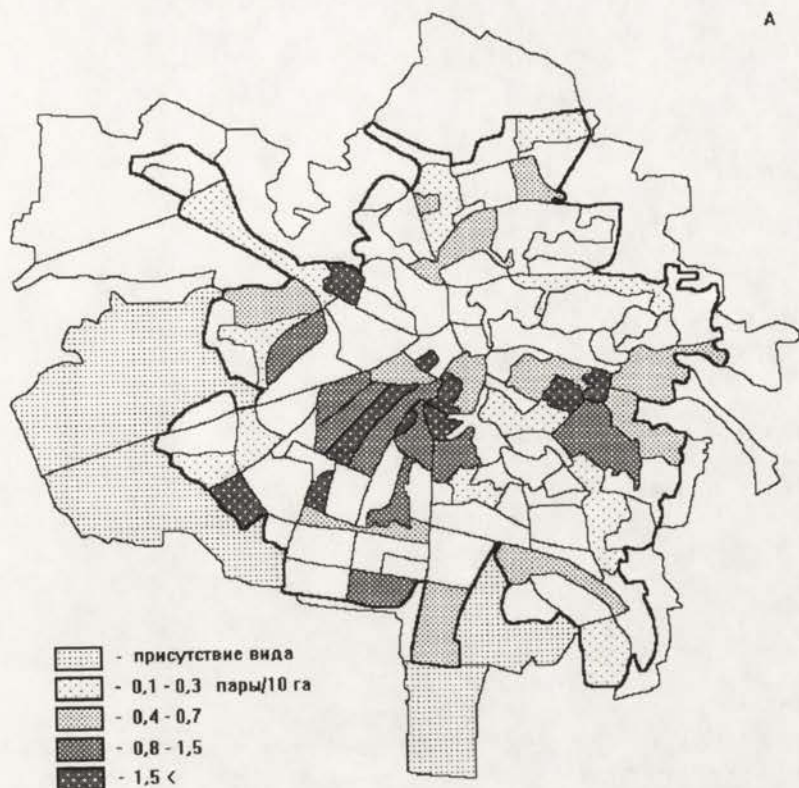 А
- присутствие вида
- 0,1 - 0,3 пары/10 га
- 0,4 - 0,7
- 0,8 - 1,5
- 1,5 <